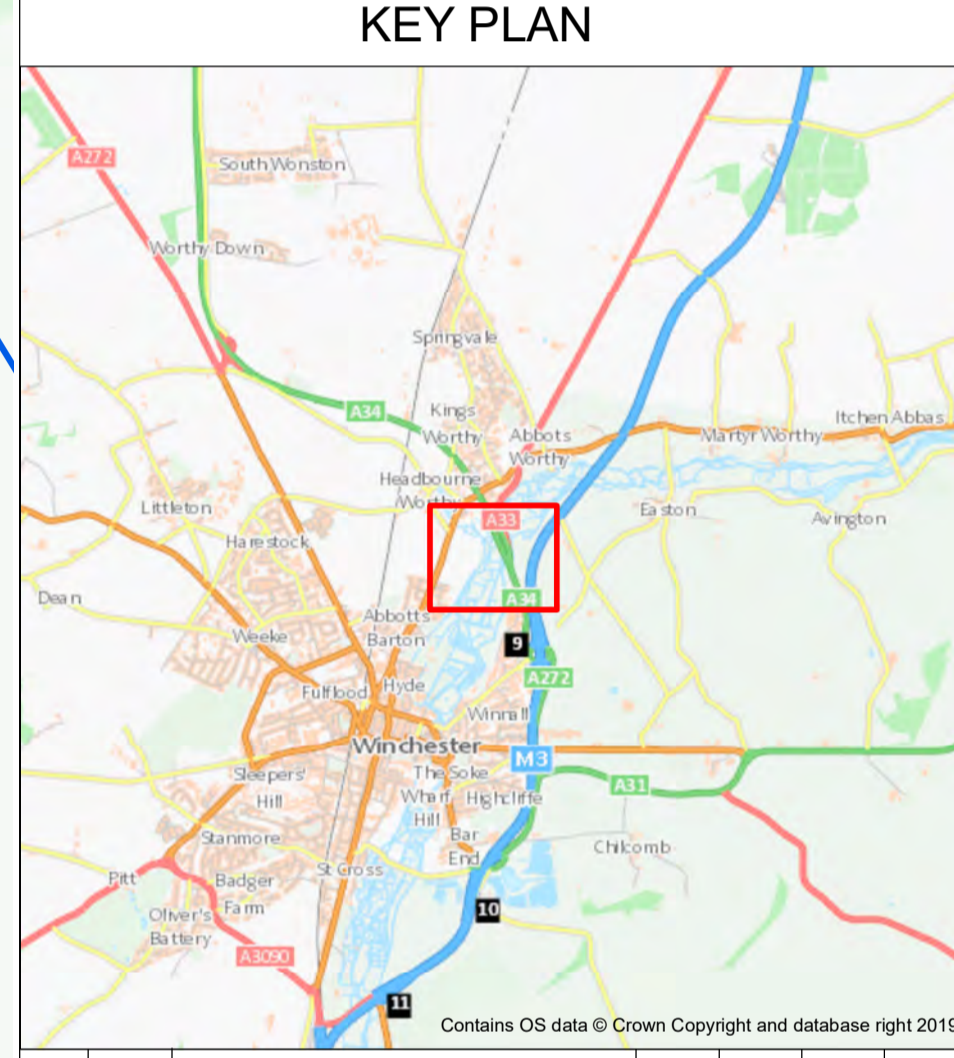 KEY PLAN
A272
South Wonston
Worthy Down
Springvale
A34
Kings
Worthy
Abbots
Worthy
Itchen Abbas
Martyr Worthy
Headbourne
Worthy
Littleton
A33
Easton
Avington
Harestock
Dean
A34
Abbotts
Barton
Weeke
9
A272
Fulflood
Hyde
Winnall
Winchester
M3
Sleepers'
Hill
The Soke
A31
Wharf
Hill
Highcliffe
Stanmore
Bar
End
Chilcomb
St Cross
Pitt
Badger
Farm
Oliver's
Battery
10
A3090
11
Contains OS data © Crown Copyright and database right 2019